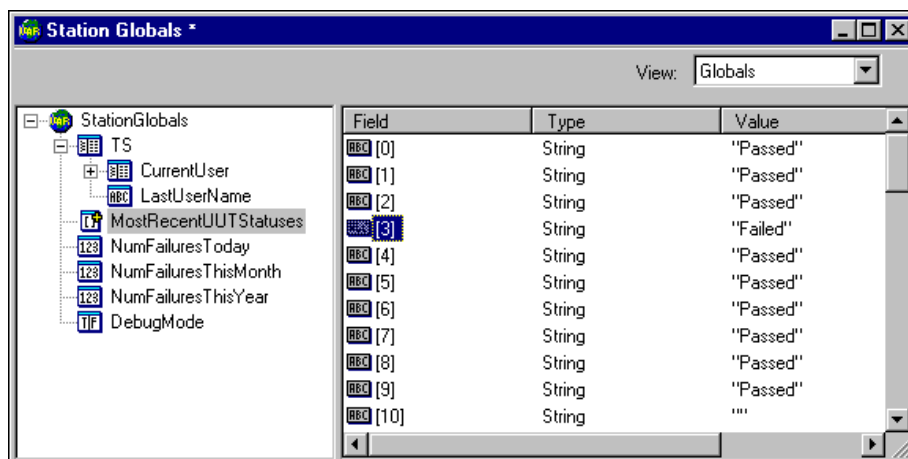 Station Globals *
View: Globals
StationGlobals
TS
CurrentUser
LastUserName
MostRecentUUTStatuses
NumFailuresToday
NumFailuresThisMonth
NumFailuresThisYear
DebugMode
Field Type Value
[0] String "Passed"
[1] String "Passed"
[2] String "Passed"
[3] String "Failed"
[4] String "Passed"
[5] String "Passed"
[6] String "Passed"
[7] String "Passed"
[8] String "Passed"
[9] String "Passed"
[10] String ""